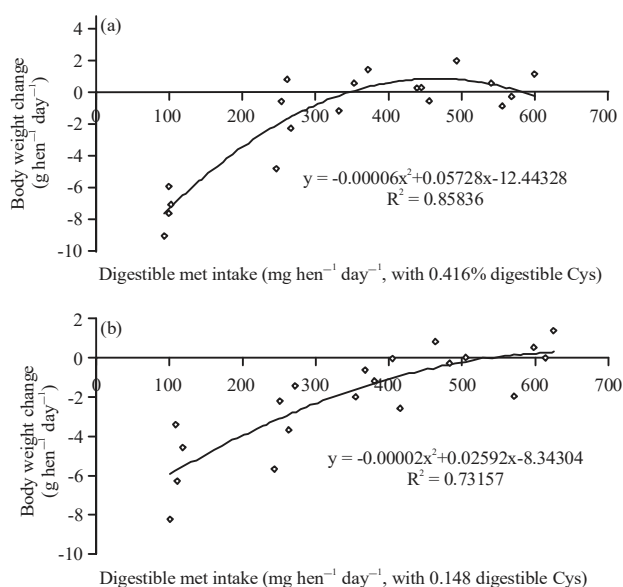 (a)
4
2
0
-2
-4
-6
-8
-10
0 100 200 300 400 500 600 700
Body weight change
(g hen⁻¹ day⁻¹)
y = -0.00006x²+0.05728x-12.44328
R² = 0.85836
Digestible met intake (mg hen⁻¹ day⁻¹, with 0.416% digestible Cys)
(b)
2
0
-2
-4
-6
-8
-10
0 100 200 300 400 500 600 700
Body weight change
(g hen⁻¹ day⁻¹)
y = -0.00002x²+0.02592x-8.34304
R² = 0.73157
Digestible met intake (mg hen⁻¹ day⁻¹, with 0.148 digestible Cys)